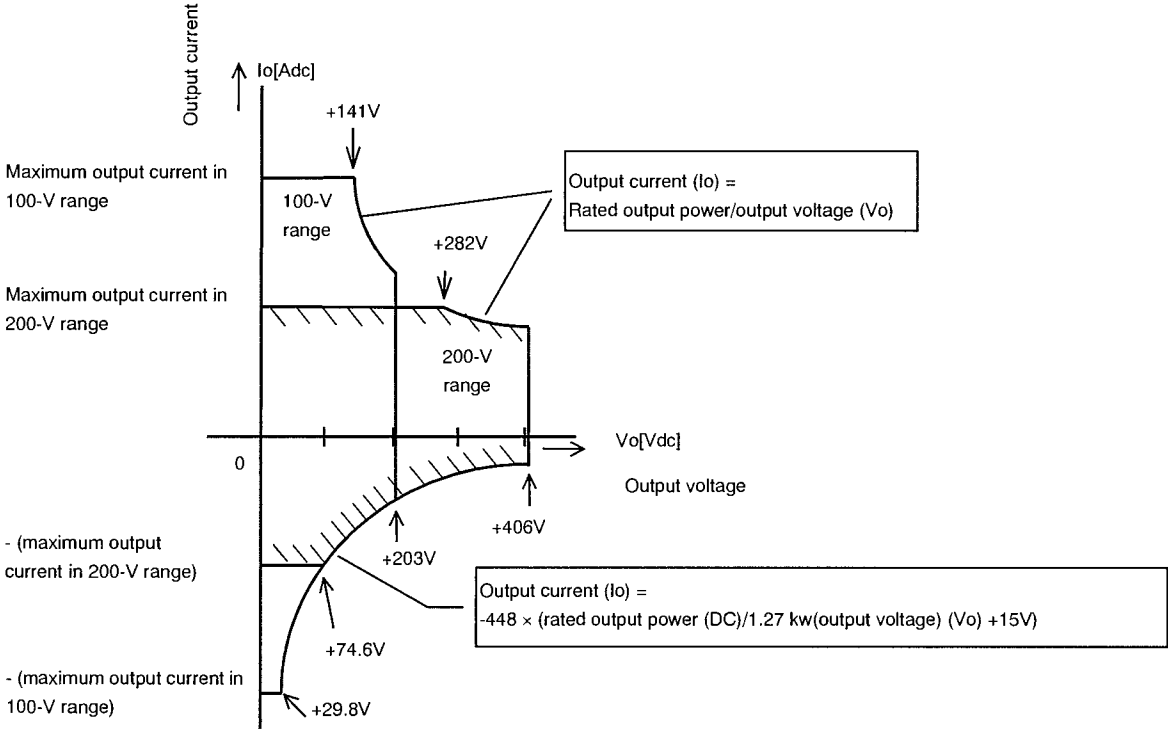 Output current
Io[Adc]
+141V
Maximum output current in
100-V range
100-V
range
Output current (Io) =
Rated output power/output voltage (Vo)
+282V
Maximum output current in
200-V range
200-V
range
Vo[Vdc]
0
Output voltage
+406V
- (maximum output
current in 200-V range)
+203V
Output current (Io) =
-448 × (rated output power (DC)/1.27 kw(output voltage) (Vo) +15V)
+74.6V
- (maximum output current in
100-V range)
+29.8V